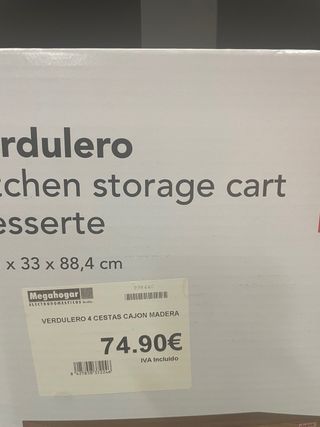 rdulero
tchen storage cart
esserte
x 33 x 88,4 cm
Megahogar
ELECTRODOMESTICOS
VERDULERO 4 CESTAS CAJON MADERA
74.90€
IVA Incluido